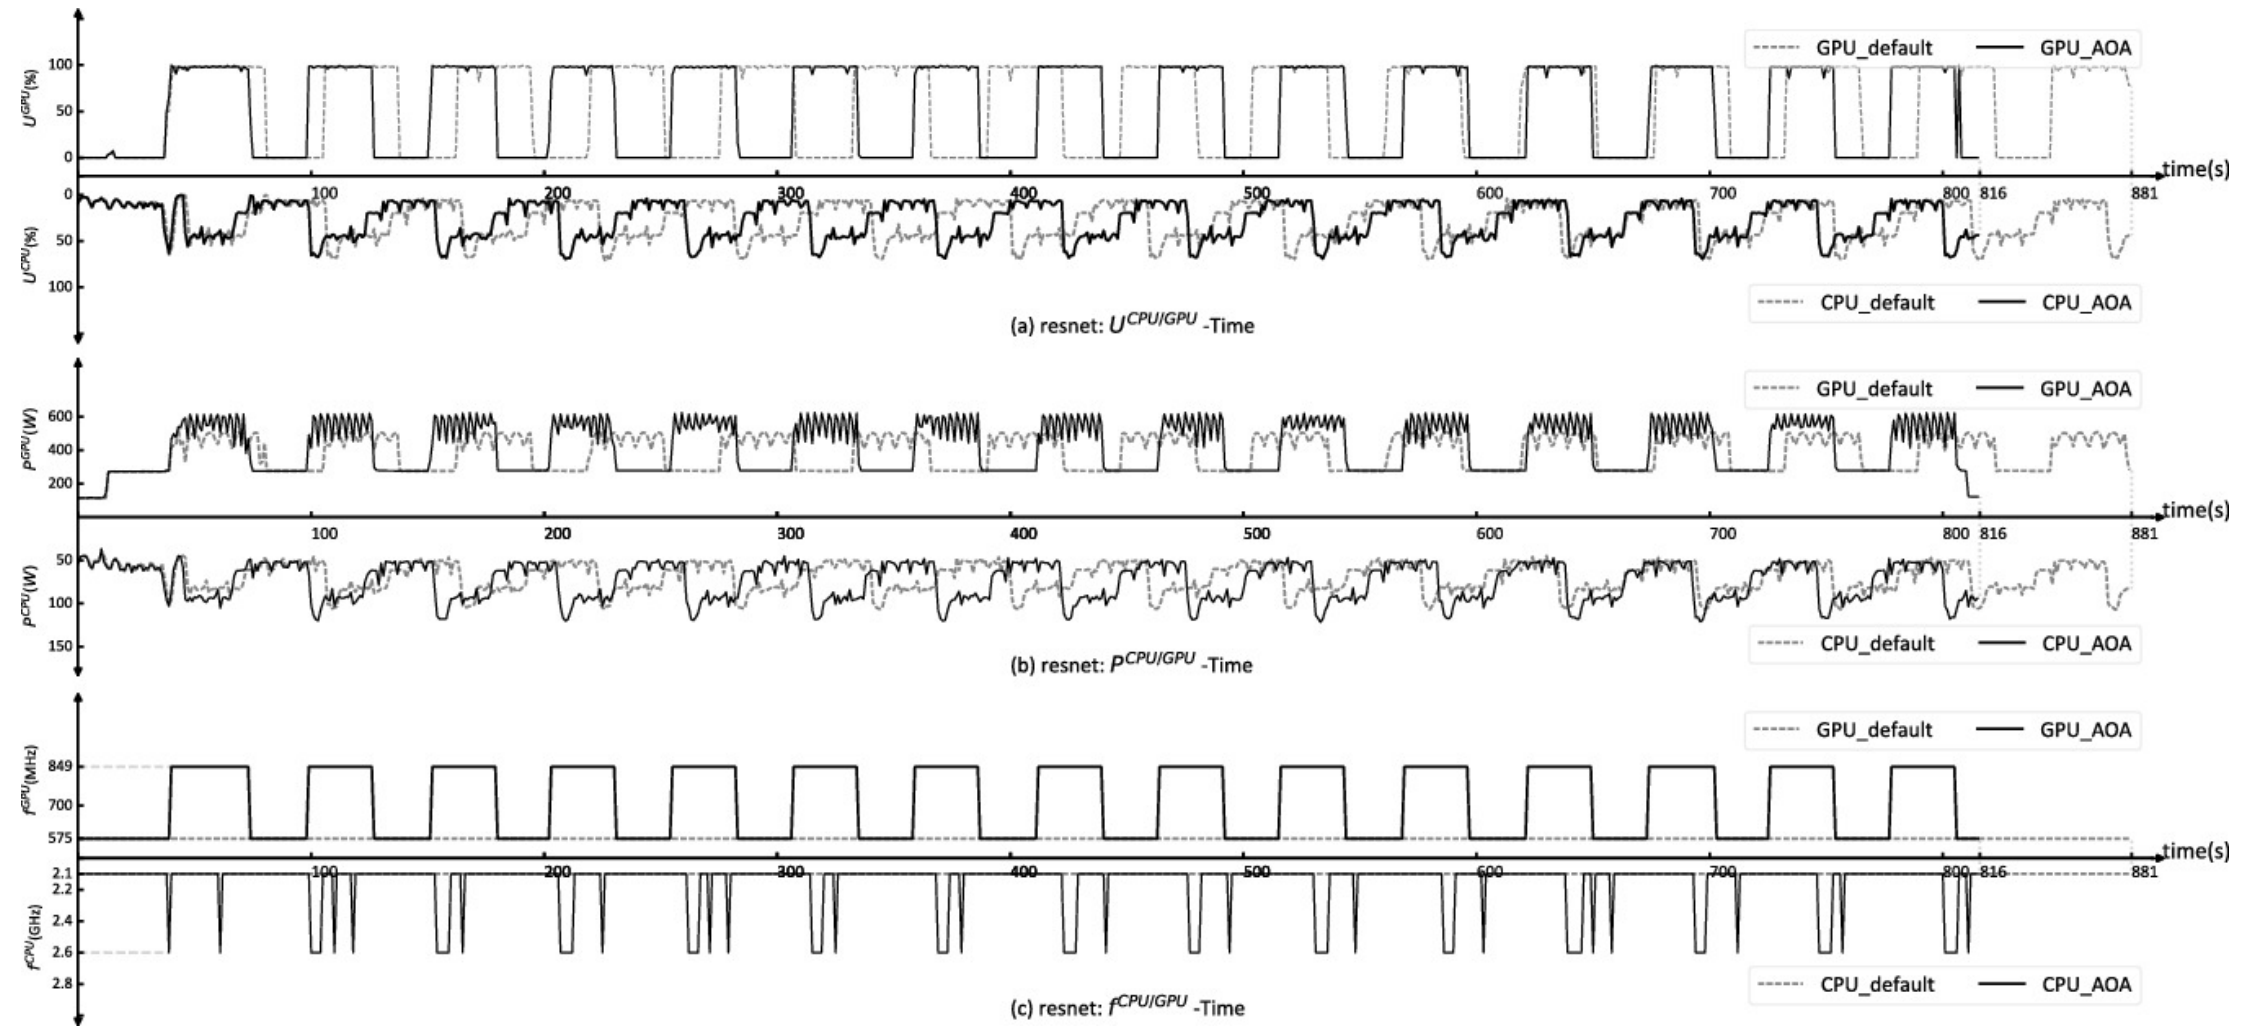 GPU_default GPU_AOA
100
U^GPU(%)
50
0
time(s)
0 100 200 300 400 500 600 700 800 816 881
U^CPU(%)
50
100
CPU_default CPU_AOA
(a) resnet: U^CPU/GPU -Time
GPU_default GPU_AOA
600
P^GPU(W)
400
200
time(s)
100 200 300 400 500 600 700 800 816 881
50
P^CPU(W)
100
150
CPU_default CPU_AOA
(b) resnet: P^CPU/GPU -Time
GPU_default GPU_AOA
849
f^GPU(MHz)
700
575
time(s)
2.1 100 200 300 400 500 600 700 800 816 881
2.2
f^CPU(GHz)
2.4
2.6
2.8
CPU_default CPU_AOA
(c) resnet: f^CPU/GPU -Time